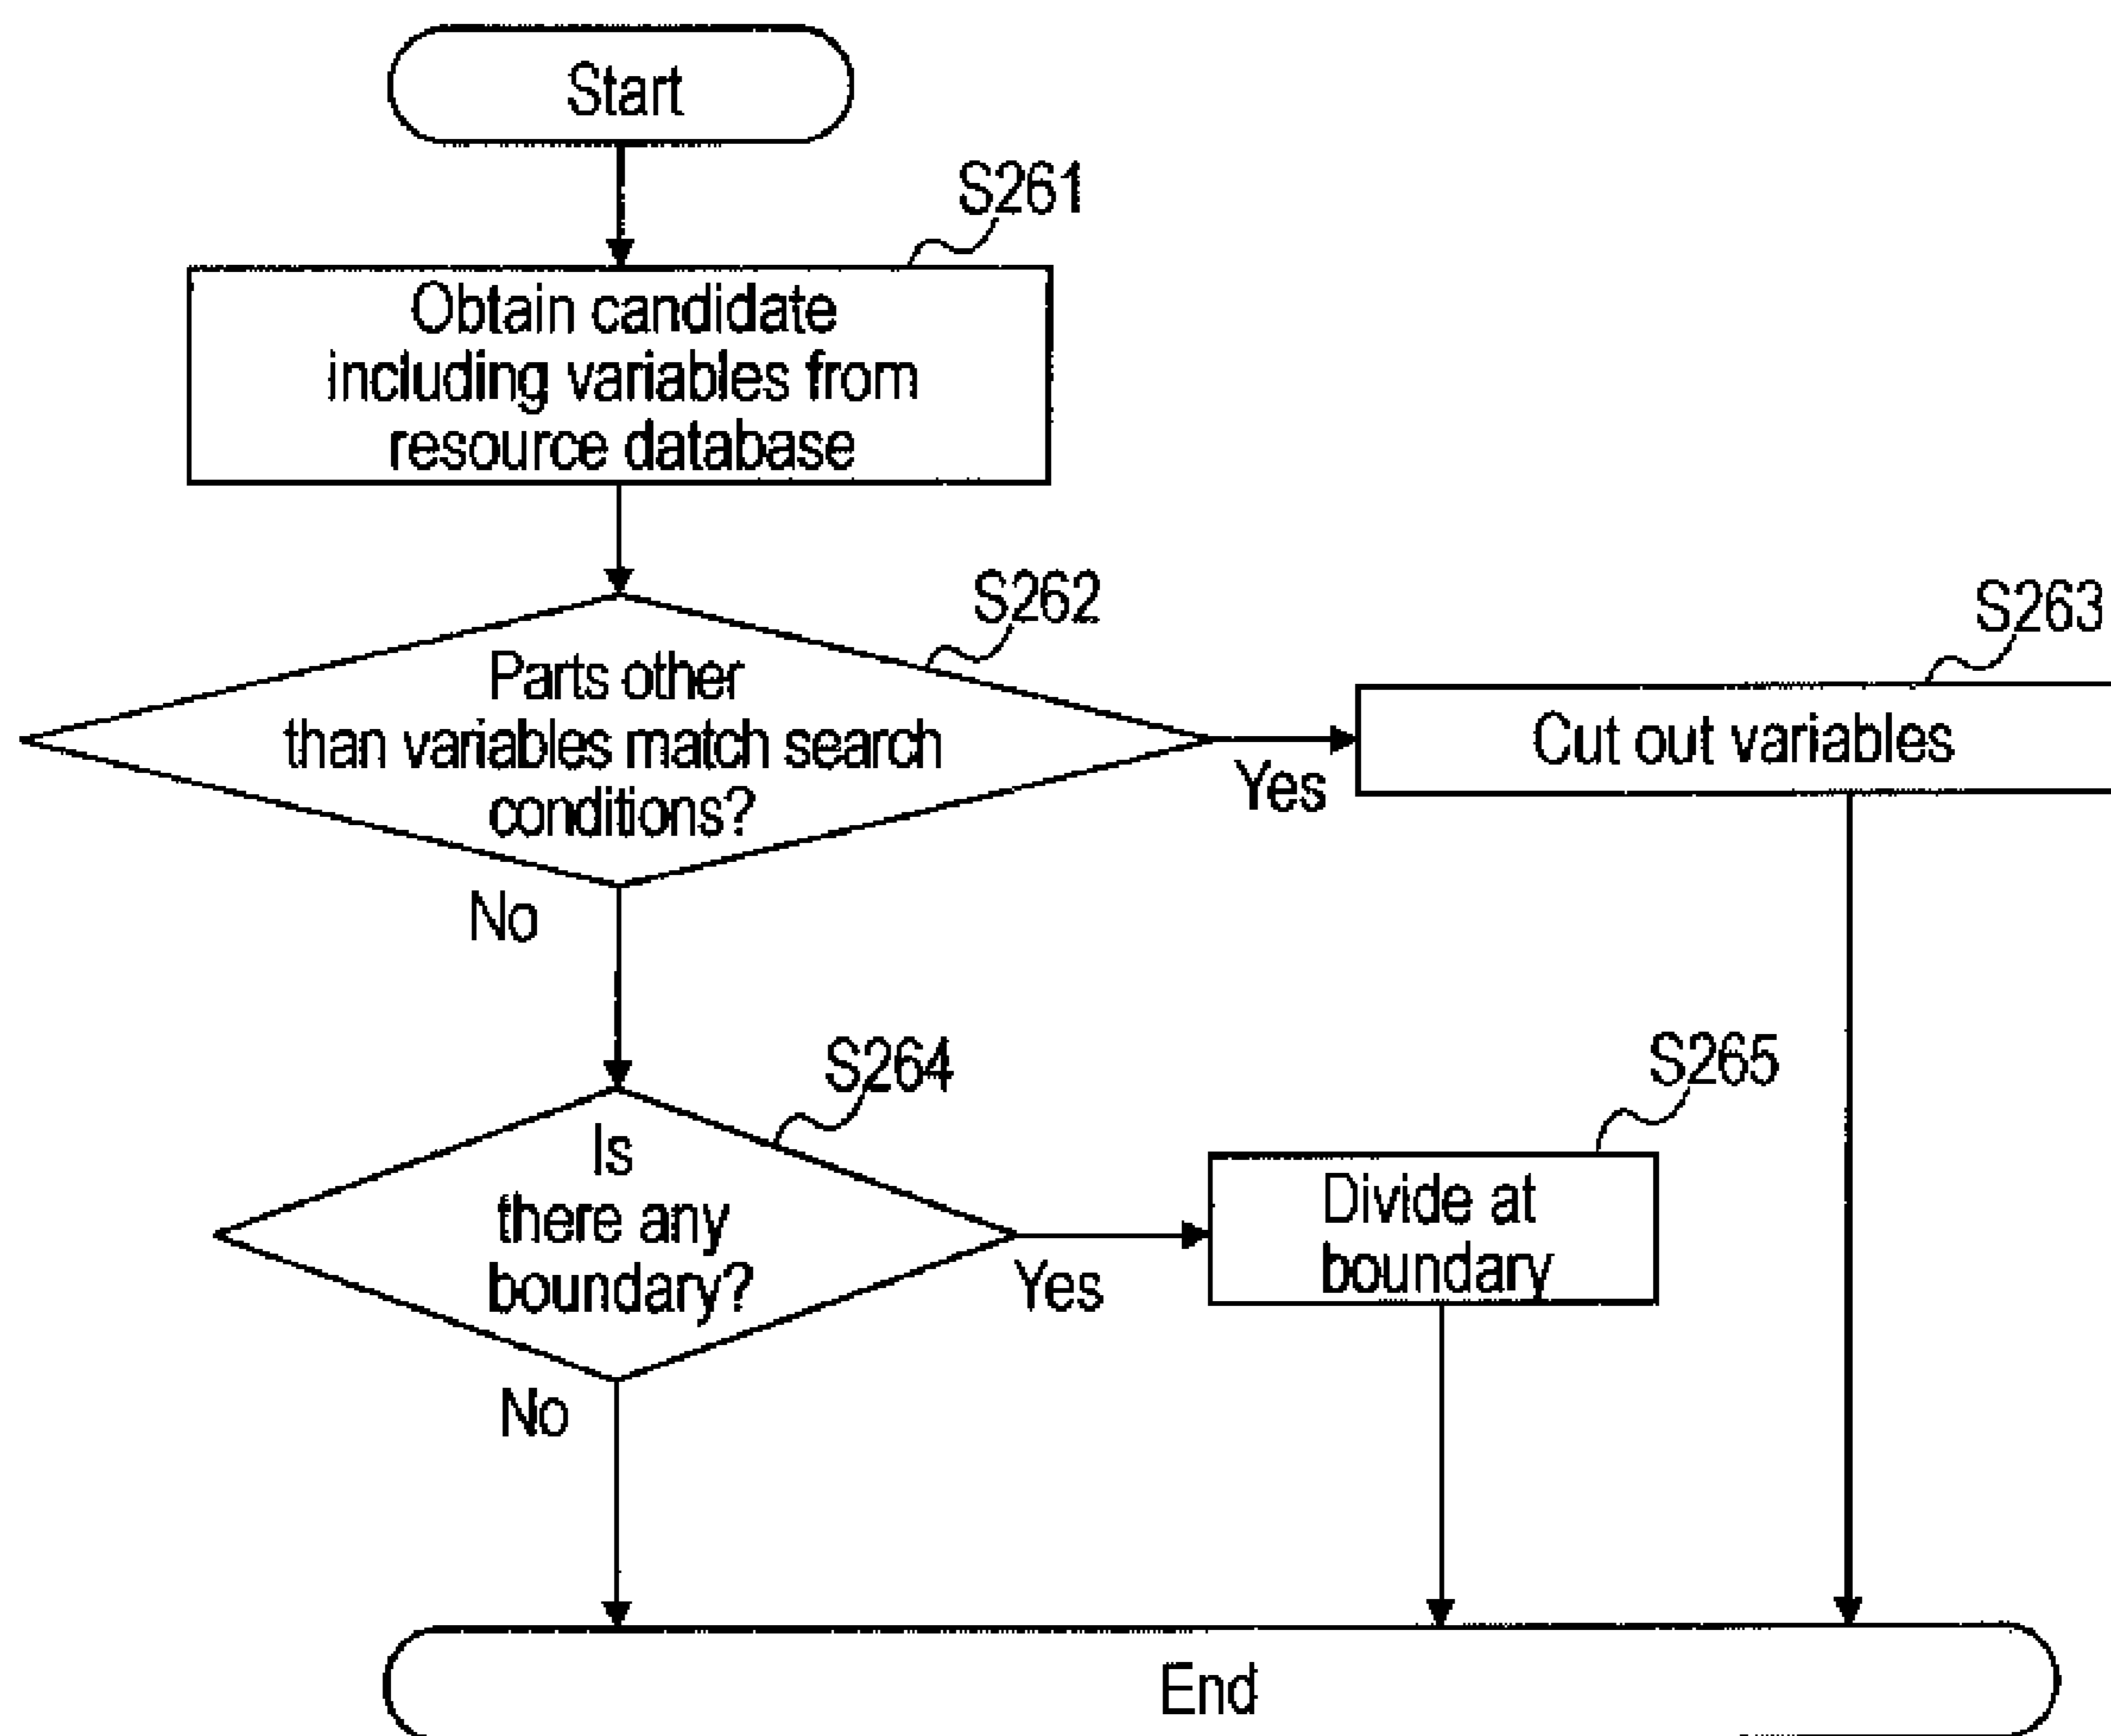 Start
S261
Obtain candidate
including variables from
resource database
S262
Parts other
than variables match search
conditions?
Yes
No
S263
Cut out variables
S264
Is
there any
boundary?
Yes
No
S265
Divide at
boundary
End